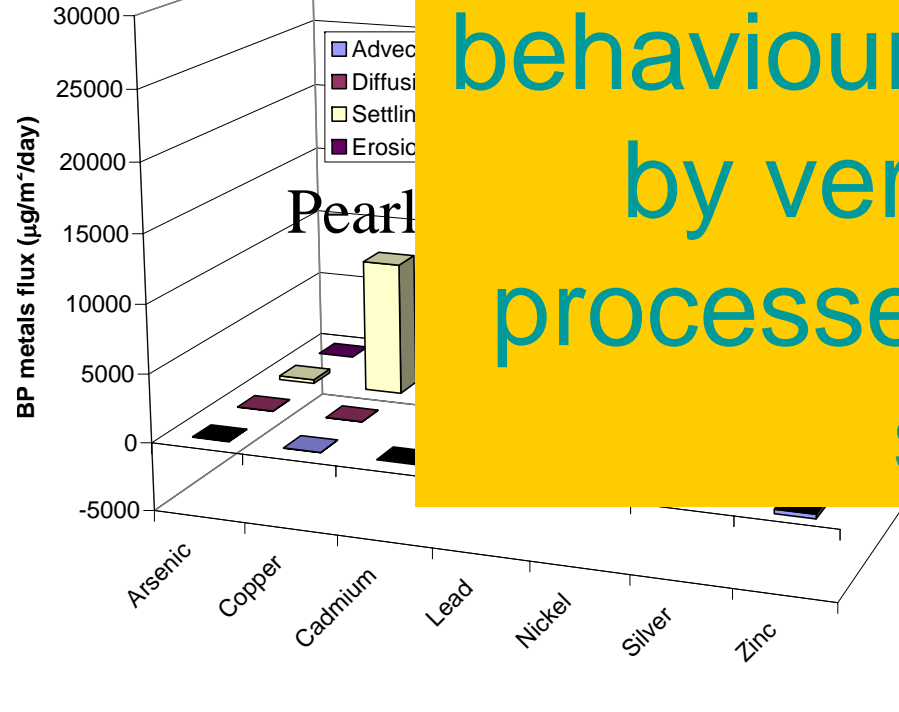 30000
25000
20000
15000
10000
5000
0
-5000
BP metals flux (µg/m²/day)
Advec
Diffusi
Settlin
Erosio
Pearl
behaviour
by ver
processe
s
Arsenic
Copper
Cadmium
Lead
Nickel
Silver
Zinc